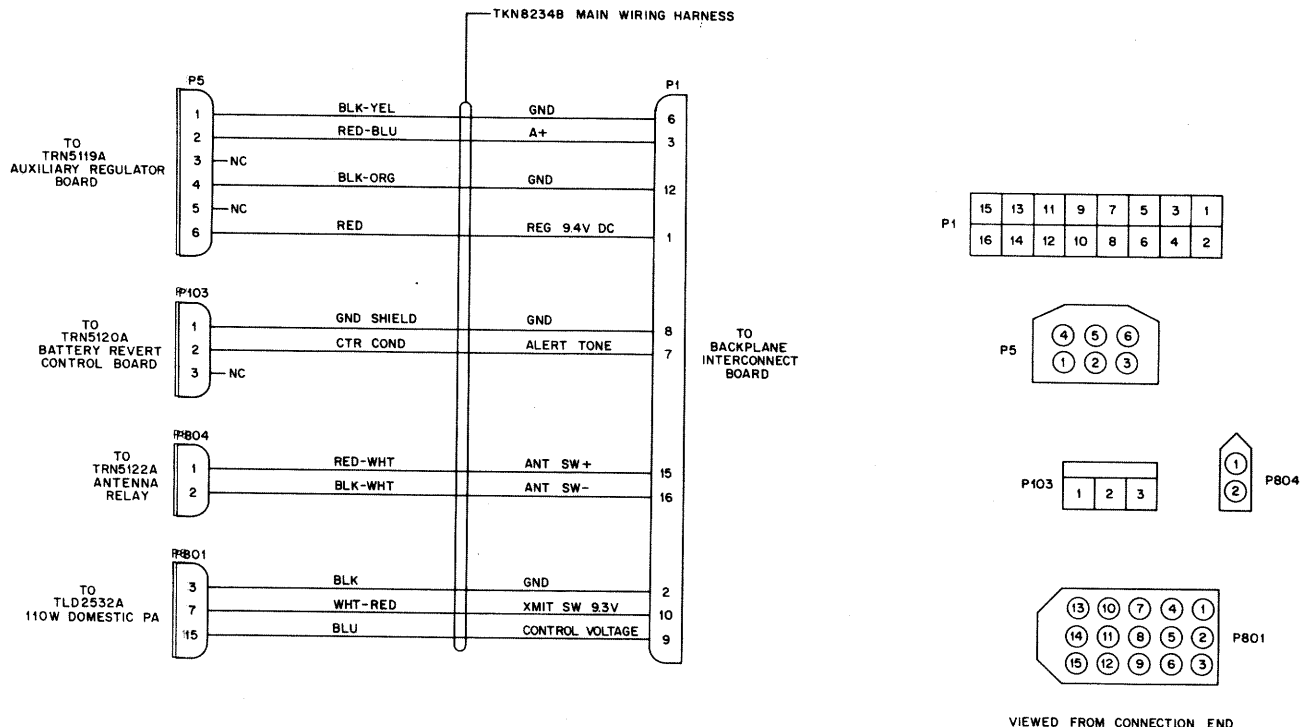 TKN8234B MAIN WIRING HARNESS
P5
P1
1 BLK-YEL GND 6
2 RED-BLU A+ 3
3 NC
4 BLK-ORG GND 12
5 NC
6 RED REG 9.4V DC 1
TO
TRN5119A
AUXILIARY REGULATOR
BOARD
P103
1 GND SHIELD GND 8
2 CTR COND ALERT TONE 7
3 NC
TO
TRN5120A
BATTERY REVERT
CONTROL BOARD
TO
BACKPLANE
INTERCONNECT
BOARD
P804
1 RED-WHT ANT SW+ 15
2 BLK-WHT ANT SW- 16
TO
TRN5122A
ANTENNA
RELAY
P801
3 BLK GND 2
7 WHT-RED XMIT SW 9.3V 10
15 BLU CONTROL VOLTAGE 9
TO
TLD2532A
110W DOMESTIC PA
P1
15 13 11 9 7 5 3 1
16 14 12 10 8 6 4 2
P5
4 5 6
1 2 3
P103
1 2 3
P804
1
2
P801
13 10 7 4 1
14 11 8 5 2
15 12 9 6 3
VIEWED FROM CONNECTION END